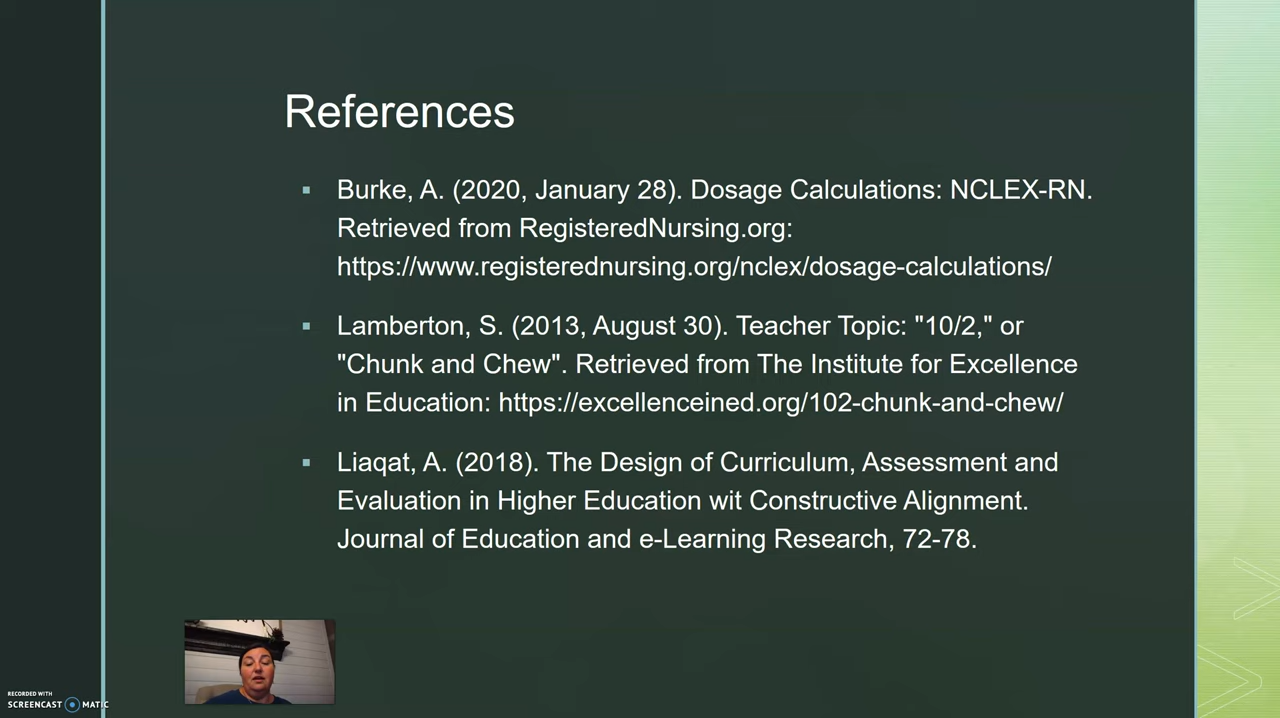 References
Burke, A. (2020, January 28). Dosage Calculations: NCLEX-RN.
Retrieved from RegisteredNursing.org:
https://www.registerednursing.org/nclex/dosage-calculations/
Lamberton, S. (2013, August 30). Teacher Topic: "10/2," or
"Chunk and Chew". Retrieved from The Institute for Excellence
in Education: https://excellenceined.org/102-chunk-and-chew/
Liaqat, A. (2018). The Design of Curriculum, Assessment and
Evaluation in Higher Education wit Constructive Alignment.
Journal of Education and e-Learning Research, 72-78.
RECORDED WITH
SCREENCAST MATIC